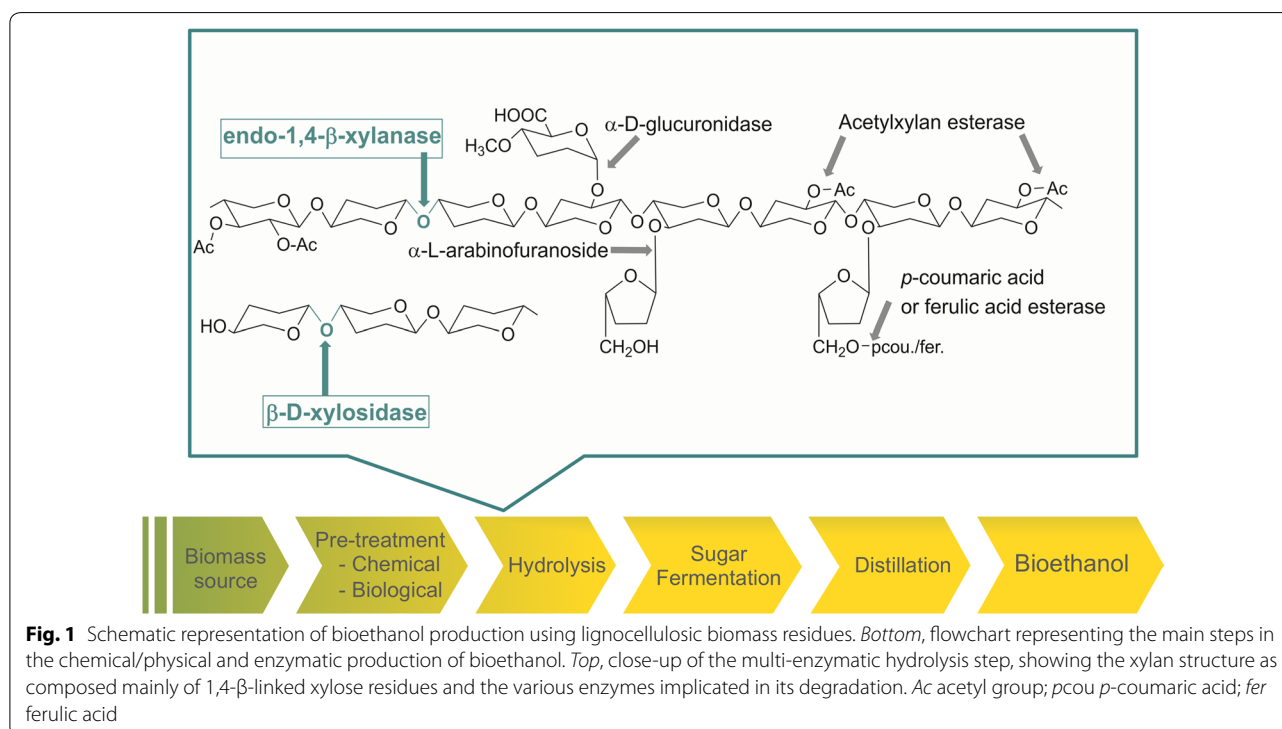 HOOC
H₃CO
endo-1,4-β-xylanase
α-D-glucuronidase
Acetylxylan esterase
O O O O O O O O O O O O O O O O O O
O–Ac
O–Ac
Ac O
O-Ac
α-L-arabinofuranoside
O O
O O
p-coumaric acid
or ferulic acid esterase
HO O O O O O
CH₂OH
CH₂O–pcou./fer.
β-D-xylosidase
Biomass
source
Pre-treatment
- Chemical
- Biological
Hydrolysis
Sugar
Fermentation
Distillation
Bioethanol
Fig. 1 Schematic representation of bioethanol production using lignocellulosic biomass residues. Bottom, flowchart representing the main steps in
the chemical/physical and enzymatic production of bioethanol. Top, close-up of the multi-enzymatic hydrolysis step, showing the xylan structure as
composed mainly of 1,4-β-linked xylose residues and the various enzymes implicated in its degradation. Ac acetyl group; pcou p-coumaric acid; fer
ferulic acid